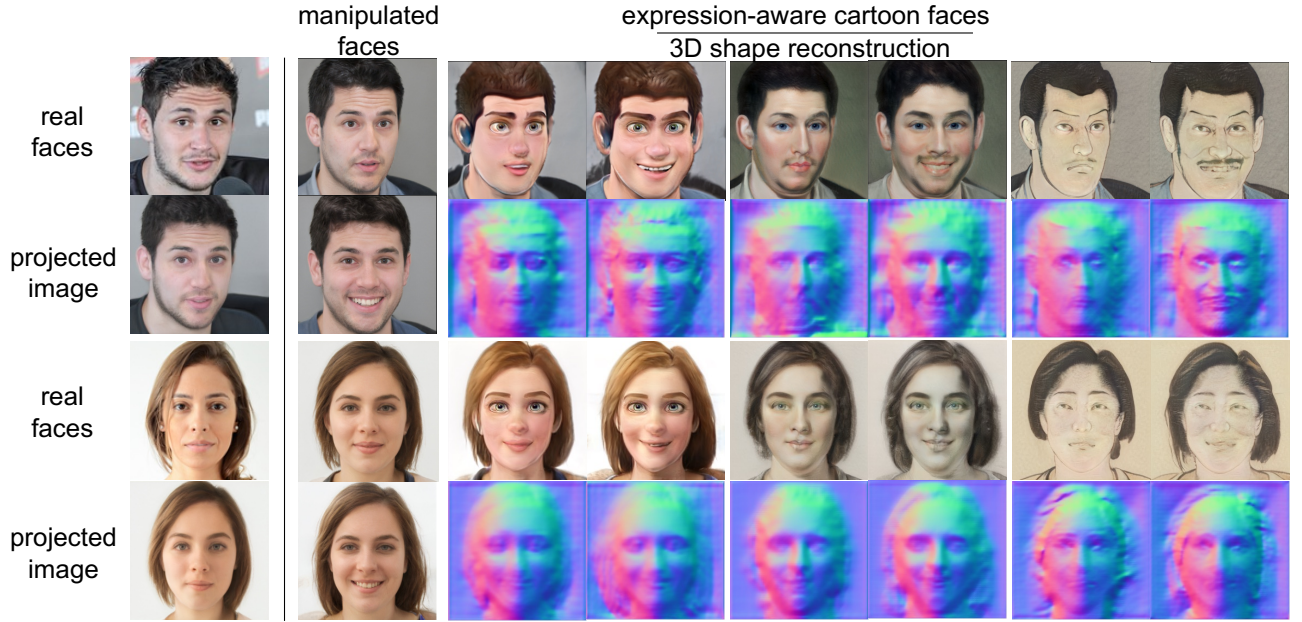 manipulated
faces
expression-aware cartoon faces
3D shape reconstruction
real
faces
projected
image
real
faces
projected
image